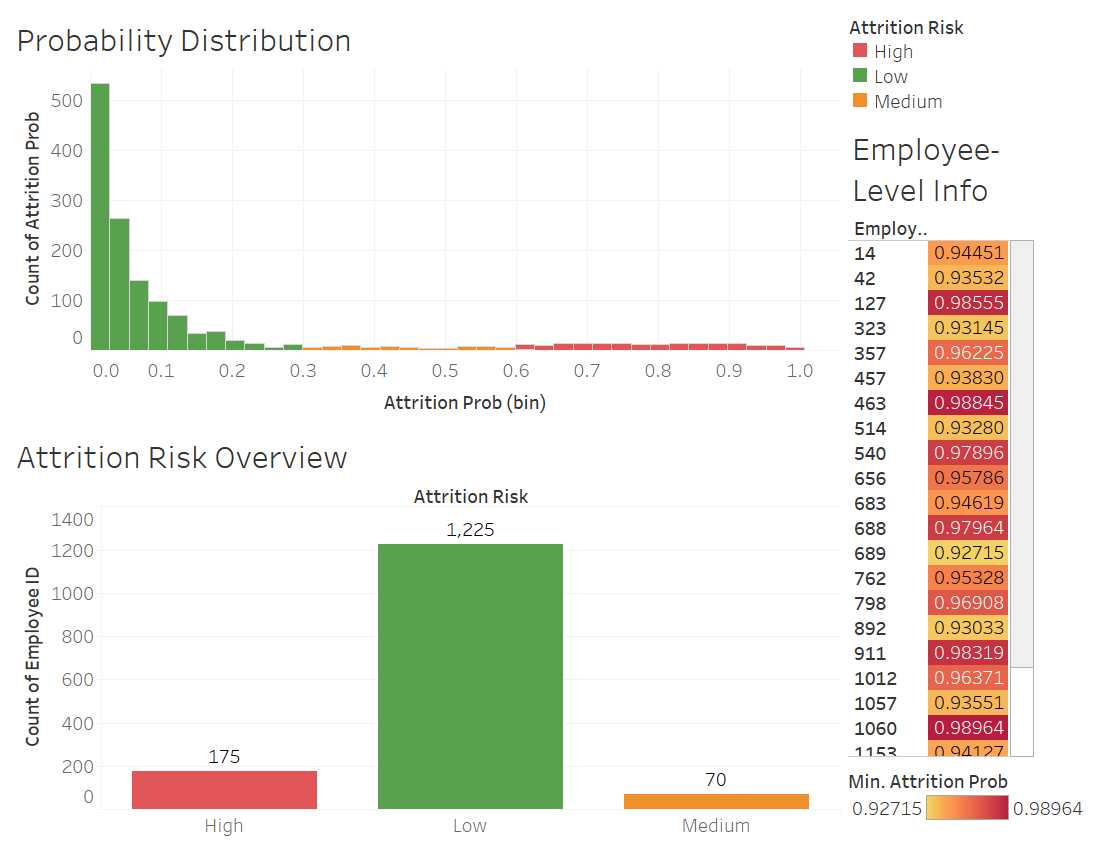 Probability Distribution
Count of Attrition Prob
500
400
300
200
100
0
0.0 0.1 0.2 0.3 0.4 0.5 0.6 0.7 0.8 0.9 1.0
Attrition Prob (bin)
Attrition Risk Overview
Attrition Risk
Count of Employee ID
1400
1200
1000
800
600
400
200
0
175
1,225
70
High Low Medium
Attrition Risk
High
Low
Medium
Employee-
Level Info
Employ..
14 0.94451
42 0.93532
127 0.98555
323 0.93145
357 0.96225
457 0.93830
463 0.98845
514 0.93280
540 0.97896
656 0.95786
683 0.94619
688 0.97964
689 0.92715
762 0.95328
798 0.96908
892 0.93033
911 0.98319
1012 0.96371
1057 0.93551
1060 0.98964
1153 0.94127
Min. Attrition Prob
0.92715 0.98964